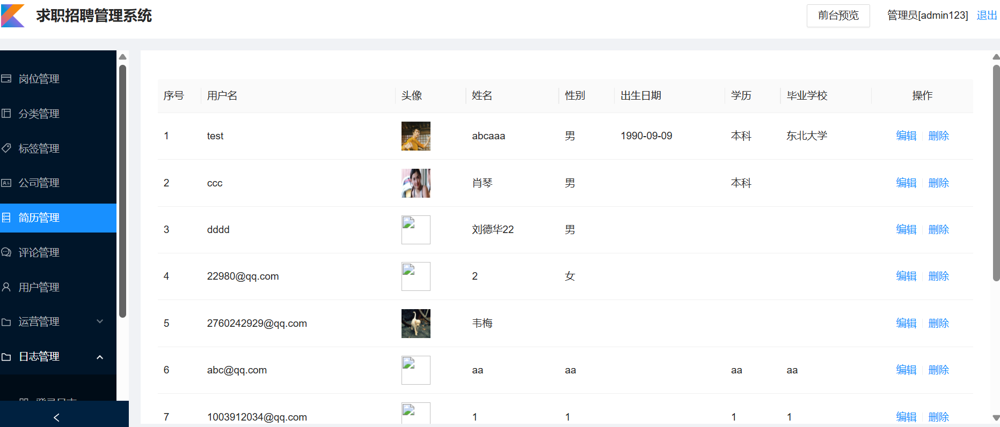 求职招聘管理系统
前台预览 管理员[admin123] 退出
岗位管理
分类管理
标签管理
公司管理
简历管理
评论管理
用户管理
运营管理
日志管理
登录日志
序号 用户名 头像 姓名 性别 出生日期 学历 毕业学校 操作
1 test abcaaa 男 1990-09-09 本科 东北大学 编辑 删除
2 ccc 肖琴 男 本科 编辑 删除
3 dddd 刘德华22 男 编辑 删除
4 22980@qq.com 2 女 编辑 删除
5 2760242929@qq.com 韦梅 编辑 删除
6 abc@qq.com aa aa aa aa 编辑 删除
7 1003912034@qq.com 1 1 1 1 编辑 删除